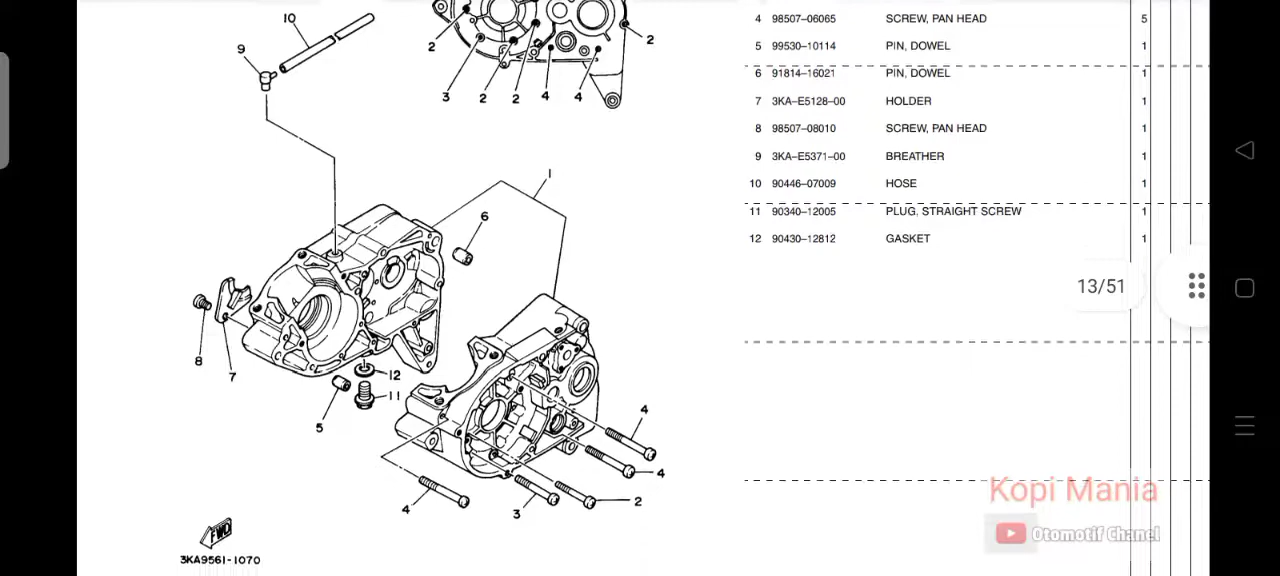 10
9
2
2
3
2
2
4
4
1
6
8
7
12
11
5
4
4
4
3
2
FWD
3KA9561-1070
4 98507-06065 SCREW, PAN HEAD 5
5 99530-10114 PIN, DOWEL 1
6 91814-16021 PIN, DOWEL 1
7 3KA-E5128-00 HOLDER 1
8 98507-08010 SCREW, PAN HEAD 1
9 3KA-E5371-00 BREATHER 1
10 90446-07009 HOSE 1
11 90340-12005 PLUG, STRAIGHT SCREW 1
12 90430-12812 GASKET 1
13/51
Kopi Mania
Otomotif Chanel